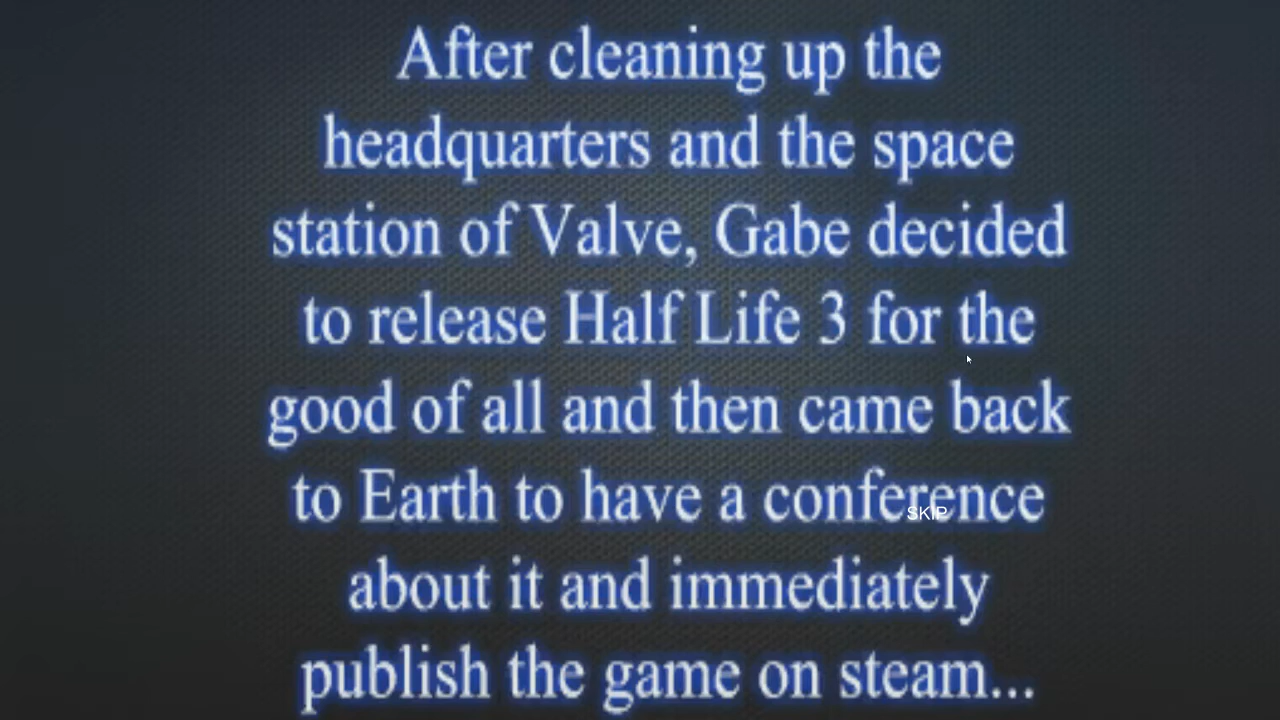 After cleaning up the
headquarters and the space
station of Valve, Gabe decided
to release Half Life 3 for the
good of all and then came back
to Earth to have a conference
SKIP
about it and immediately
publish the game on steam...